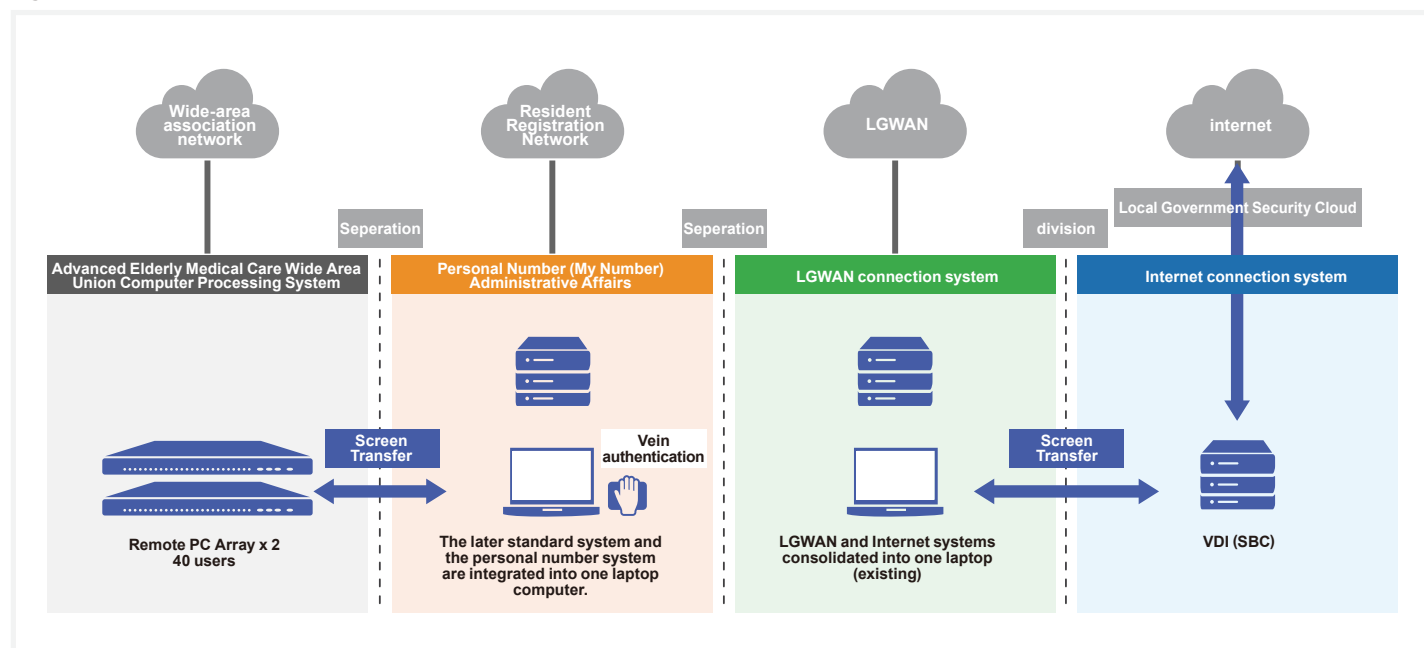 Wide-area
association
network
Resident
Registration
Network
LGWAN
internet
Local Government Security Cloud
Seperation
Seperation
division
Advanced Elderly Medical Care Wide Area
Union Computer Processing System
Personal Number (My Number)
Administrative Affairs
LGWAN connection system
Internet connection system
Screen
Transfer
Vein
authentication
Screen
Transfer
Remote PC Array x 2
40 users
The later standard system and
the personal number system
are integrated into one laptop
computer.
LGWAN and Internet systems
consolidated into one laptop
(existing)
VDI (SBC)